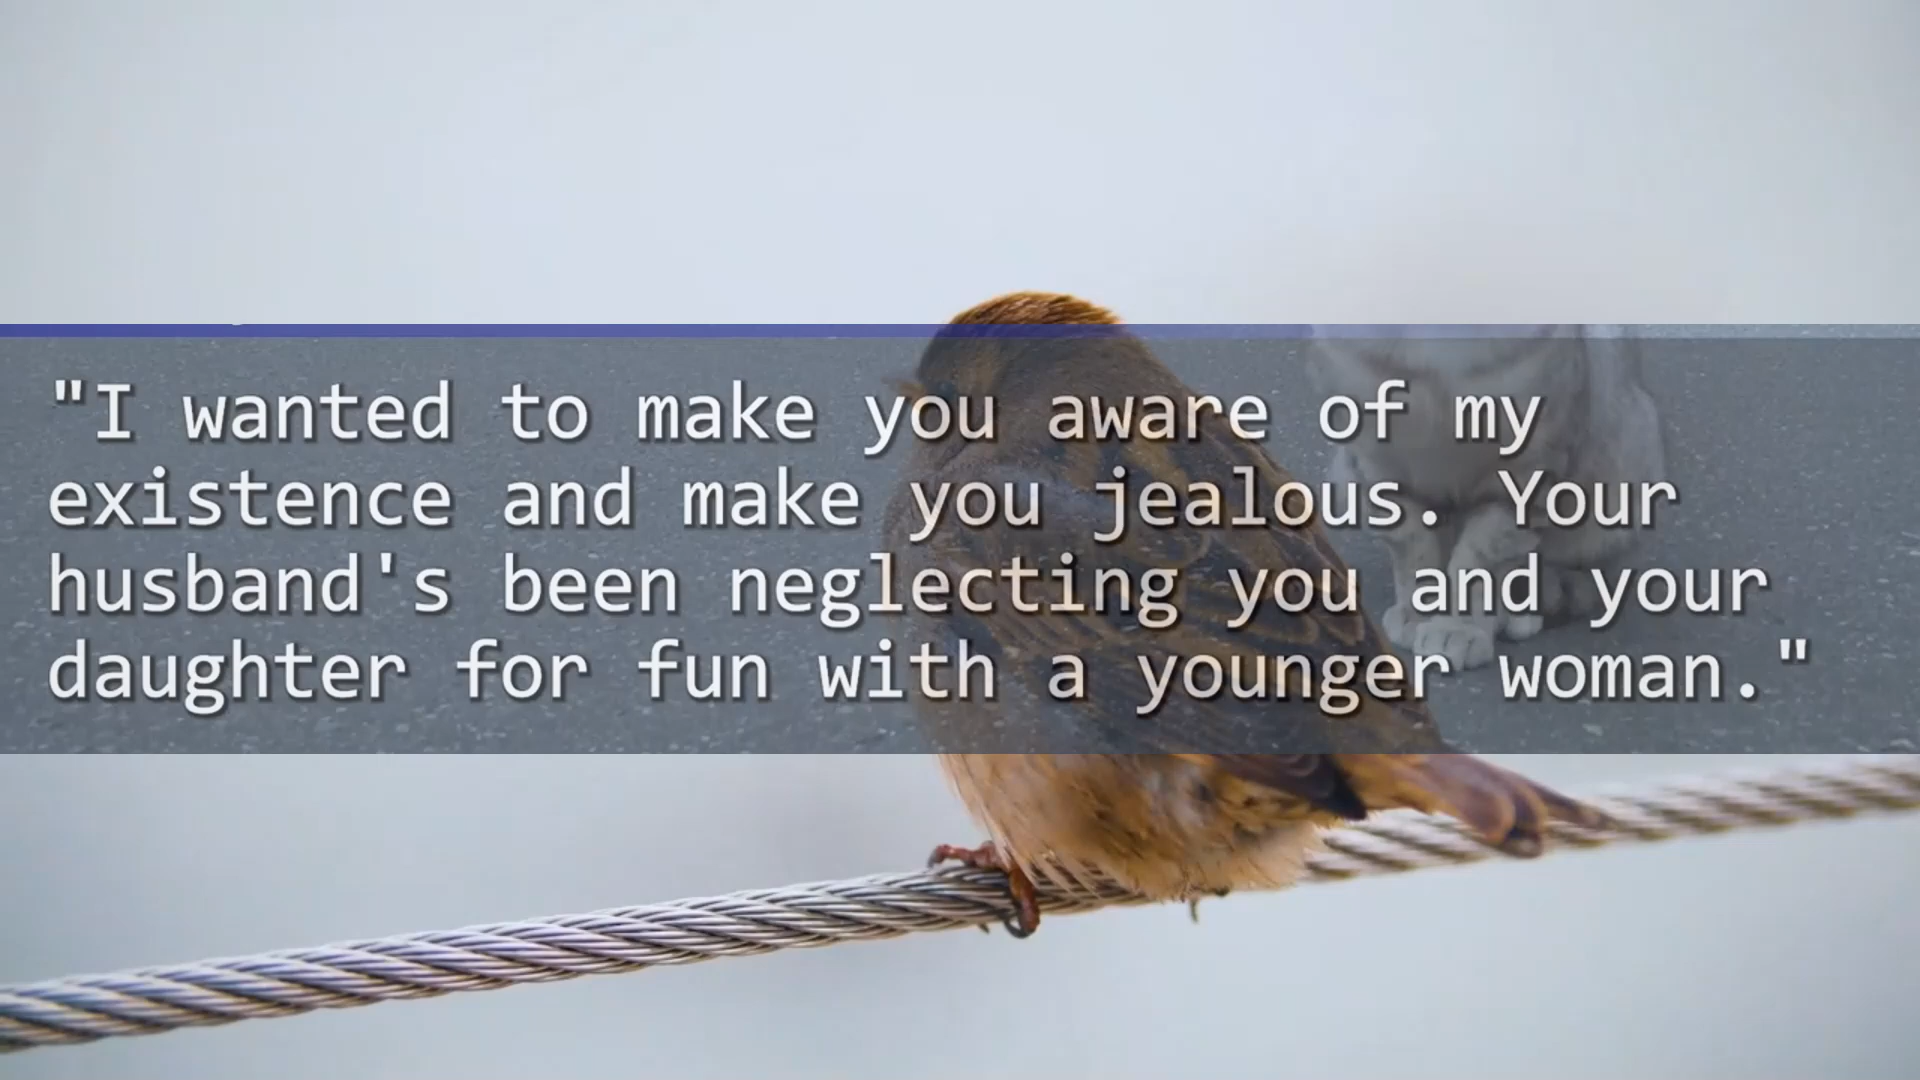 "I wanted to make you aware of my
existence and make you jealous. Your
husband's been neglecting you and your
daughter for fun with a younger woman."